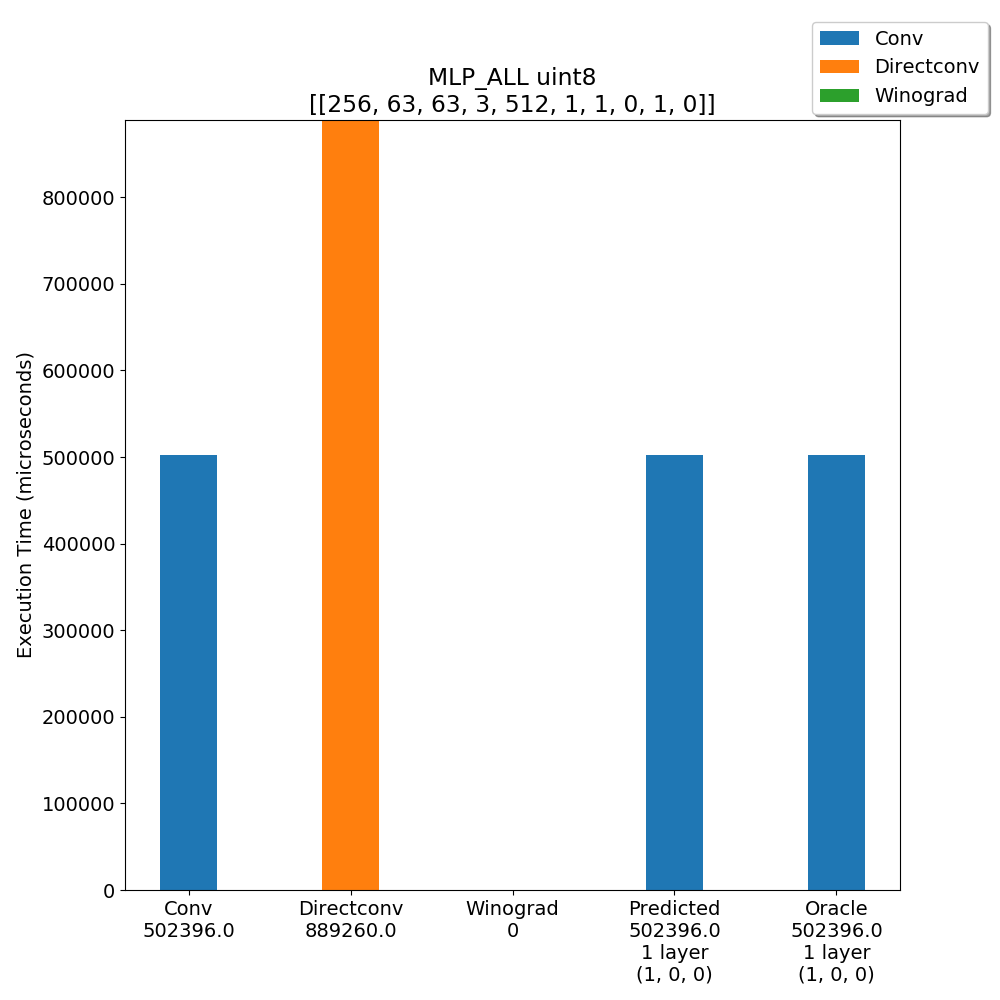 Conv
Directconv
Winograd
MLP_ALL uint8
[[256, 63, 63, 3, 512, 1, 1, 0, 1, 0]]
Execution Time (microseconds)
800000
700000
600000
500000
400000
300000
200000
100000
0
Conv
502396.0
Directconv
889260.0
Winograd
0
Predicted
502396.0
1 layer
(1, 0, 0)
Oracle
502396.0
1 layer
(1, 0, 0)